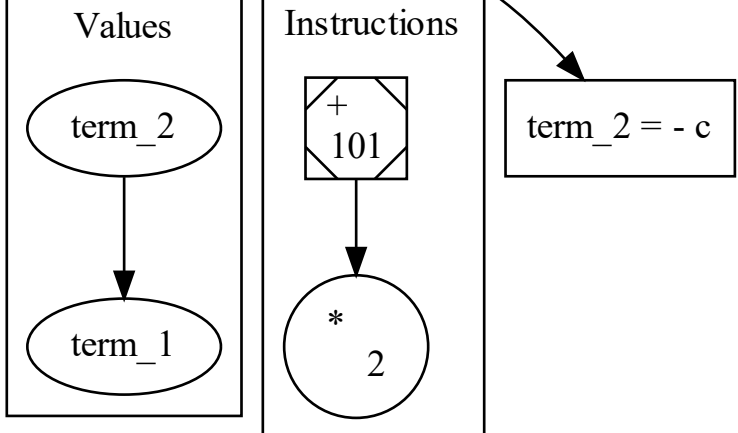 Values
term_2
term_1
Instructions
+
101
*
2
term_2 = - c